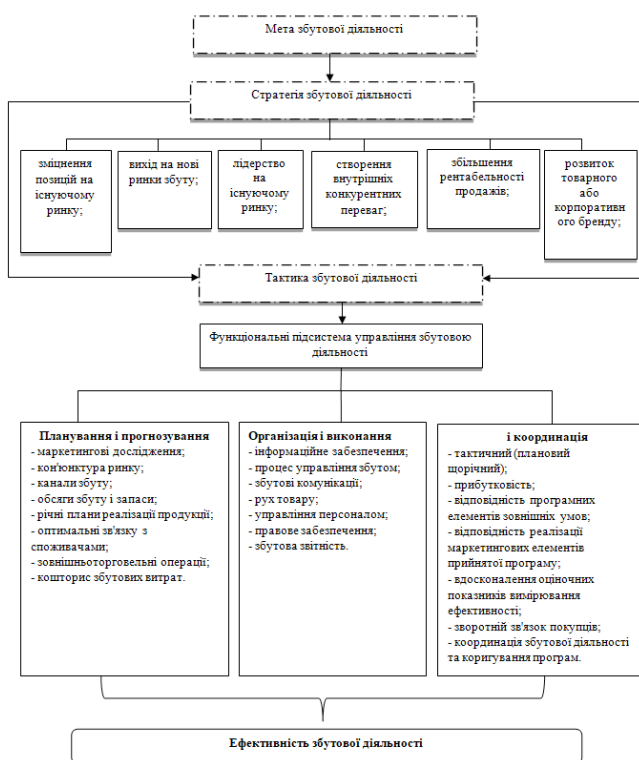 Мета збутової діяльності
Стратегія збутової діяльності
зміцнення
позицій на
існуючому
ринку;
вихід на нові
ринки збуту;
лідерство
на
існуючому
ринку;
створення
внутрішніх
конкурентних
переваг;
збільшення
рентабельності
продажів;
розвиток
товарного
або
корпоративн
ого бренду;
Тактика збутової діяльності
Функціональні підсистема управління збутовою
діяльності
Планування і прогнозування
- маркетингові дослідження;
- кон'юнктура ринку;
- канали збуту;
- обсяги збуту і запаси;
- річні плани реалізації продукції;
- оптимальні зв'язку з
споживачами;
- зовнішньоторговельні операції;
- кошторис збутових витрат.
Організація і виконання
- інформаційне забезпечення;
- процес управління збутом;
- збутові комунікації;
- рух товару;
- управління персоналом;
- правове забезпечення;
- збутова звітність.
і координація
- тактичний (плановий
щорічний);
- прибутковість;
- відповідність програмних
елементів зовнішніх умов;
- відповідність реалізації
маркетингових елементів
прийнятої програму;
- вдосконалення оціночних
показників вимірювання
ефективності;
- зворотній зв'язок покупців;
- координація збутової діяльності
та коригування програм.
Ефективність збутової діяльності